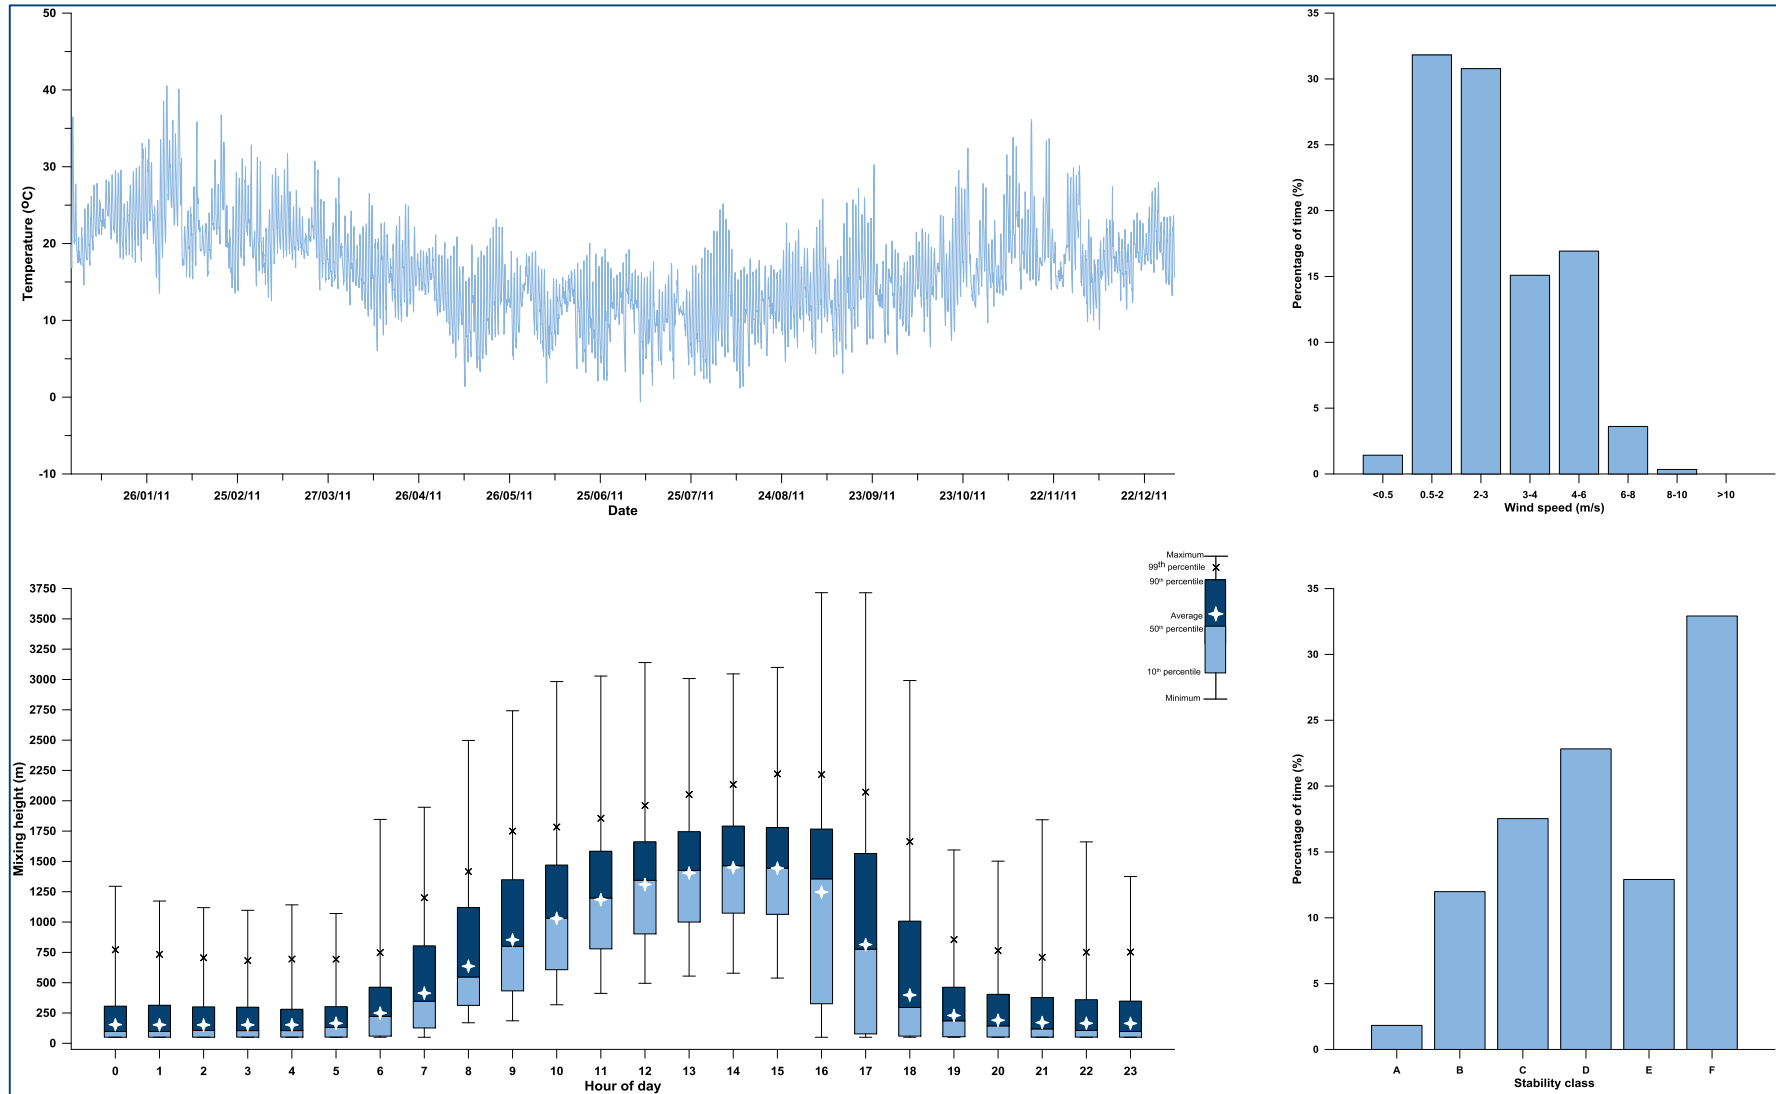 50
40
30
20
10
0
-10
Temperature (ºC)
26/01/11 25/02/11 27/03/11 26/04/11 26/05/11 25/06/11 25/07/11 24/08/11 23/09/11 23/10/11 22/11/11 22/12/11
Date
35
30
25
20
15
10
5
0
Percentage of time (%)
<0.5 0.5-2 2-3 3-4 4-6 6-8 8-10 >10
Wind speed (m/s)
3750
3500
3250
3000
2750
2500
2250
2000
1750
1500
1250
1000
750
500
250
0
Mixing height (m)
0 1 2 3 4 5 6 7 8 9 10 11 12 13 14 15 16 17 18 19 20 21 22 23
Hour of day
Maximum
99th percentile
90th percentile
Average
50th percentile
10th percentile
Minimum
35
30
25
20
15
10
5
0
Percentage of time (%)
A B C D E F
Stability class